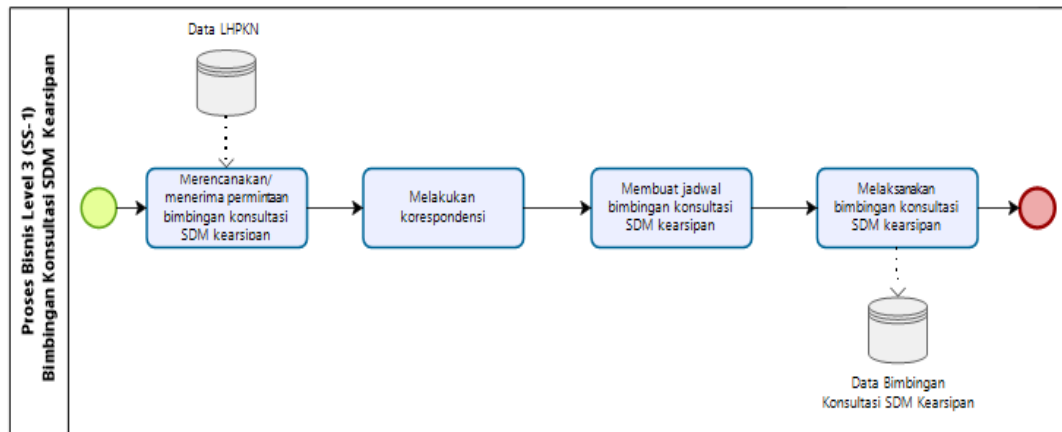 Proses Bisnis Level 3 (SS-1)
Bimbingan Konsultasi SDM Kearsipan
Data LHPKN
Merencanakan/
menerima permintaan
bimbingan konsultasi
SDM kearsipan
Melakukan
korespondensi
Membuat jadwal
bimbingan konsultasi
SDM kearsipan
Melaksanakan
bimbingan konsultasi
SDM kearsipan
Data Bimbingan
Konsultasi SDM Kearsipan